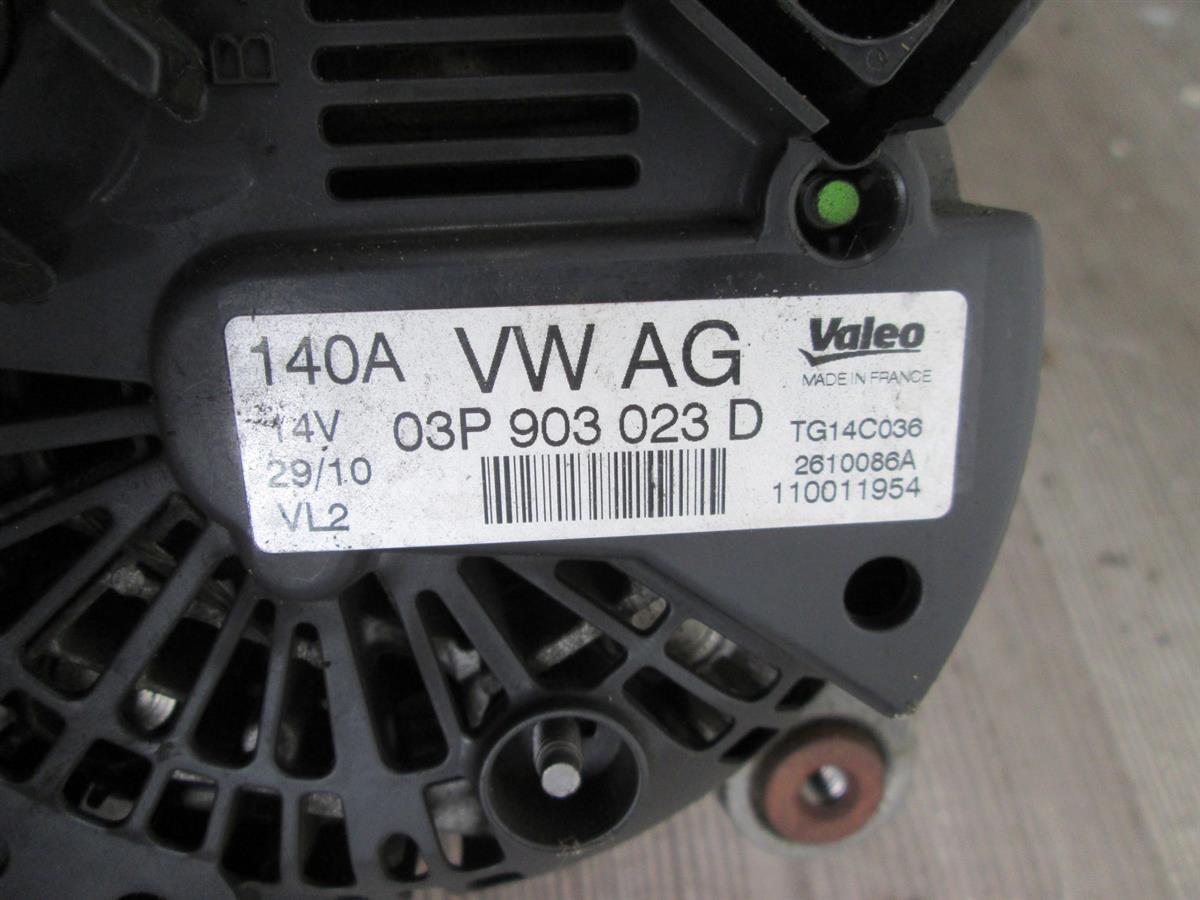 B
140A VW AG Valeo
MADE IN FRANCE
14V 03P 903 023 D TG14C036
29/10 2610086A
VL2 110011954